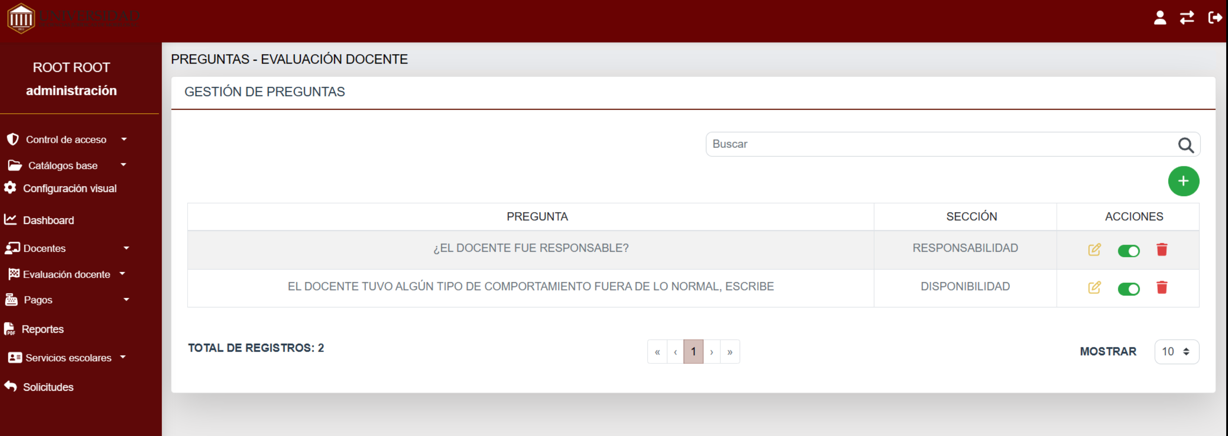 ROOT ROOT
administración
Control de acceso
Catálogos base
Configuración visual
Dashboard
Docentes
Evaluación docente
Pagos
Reportes
Servicios escolares
Solicitudes
PREGUNTAS - EVALUACIÓN DOCENTE
GESTIÓN DE PREGUNTAS
Buscar
+
PREGUNTA SECCIÓN ACCIONES
¿EL DOCENTE FUE RESPONSABLE? RESPONSABILIDAD
EL DOCENTE TUVO ALGÚN TIPO DE COMPORTAMIENTO FUERA DE LO NORMAL, ESCRIBE DISPONIBILIDAD
TOTAL DE REGISTROS: 2 « ‹ 1 › » MOSTRAR 10